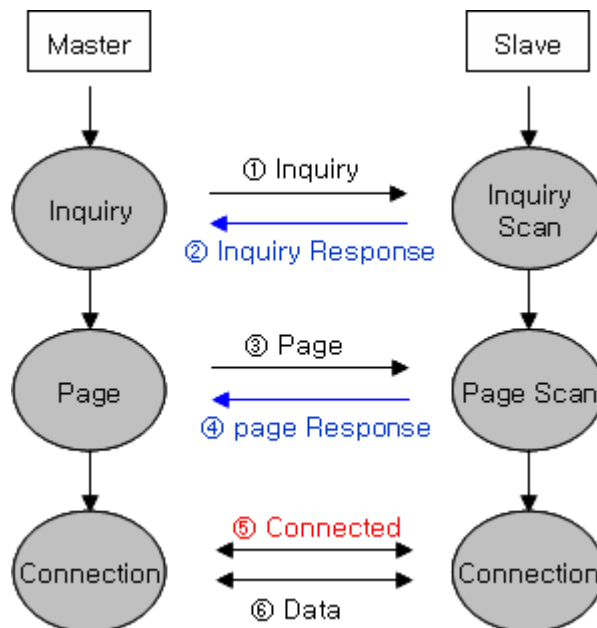 Master
Slave
① Inquiry
Inquiry
Inquiry
Scan
② Inquiry Response
③ Page
Page
Page Scan
④ page Response
⑤ Connected
Connection
Connection
⑥ Data